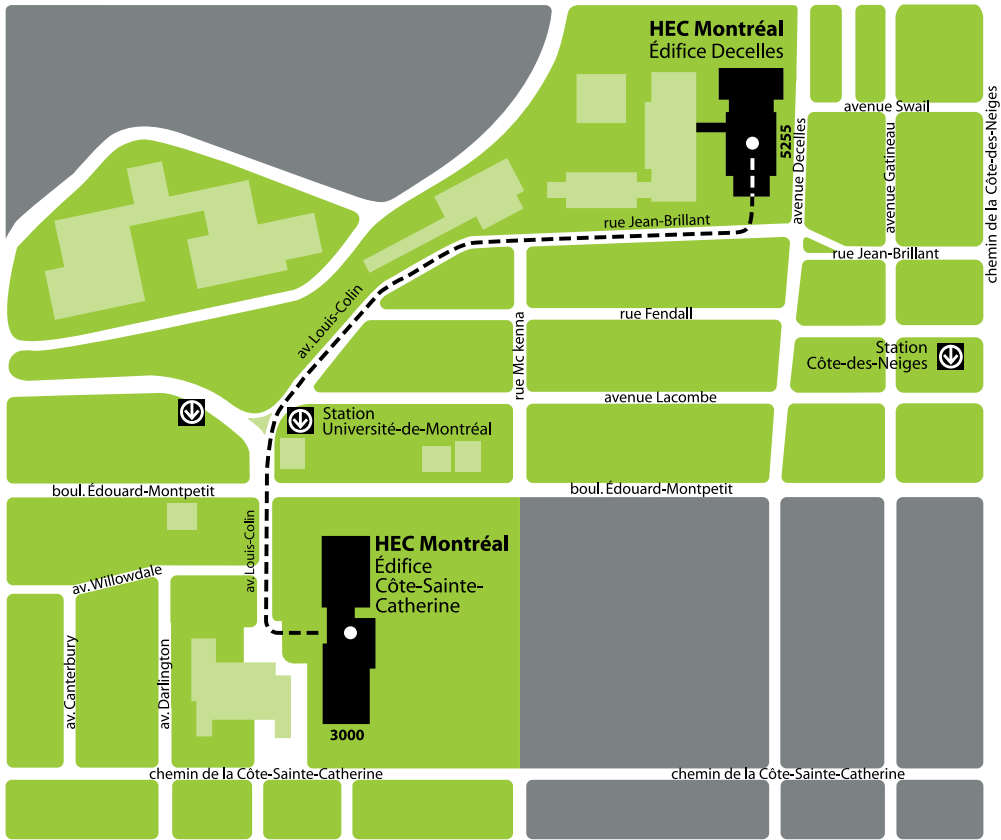 HEC Montréal
Édifice Decelles
5255
avenue Decelles
avenue Swail
avenue Gatineau
chemin de la Côte-des-Neiges
rue Jean-Brillant
rue Jean-Brillant
av. Louis-Colin
rue Fendall
rue Mc kenna
Station
Côte-des-Neiges
avenue Lacombe
Station
Université-de-Montréal
boul. Édouard-Montpetit
boul. Édouard-Montpetit
av. Louis-Colin
HEC Montréal
Édifice
Côte-Sainte-
Catherine
av. Willowdale
av. Canterbury
av. Darlington
3000
chemin de la Côte-Sainte-Catherine
chemin de la Côte-Sainte-Catherine